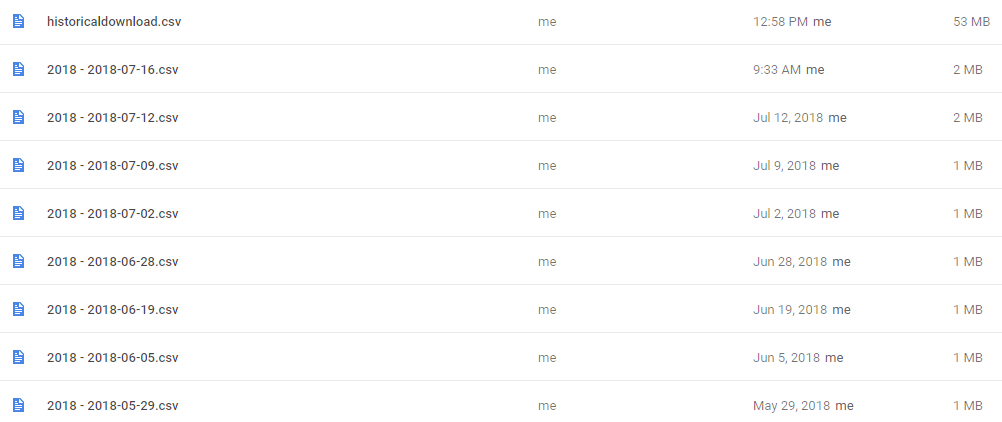 historicaldownload.csv me 12:58 PM me 53 MB
2018 - 2018-07-16.csv me 9:33 AM me 2 MB
2018 - 2018-07-12.csv me Jul 12, 2018 me 2 MB
2018 - 2018-07-09.csv me Jul 9, 2018 me 1 MB
2018 - 2018-07-02.csv me Jul 2, 2018 me 1 MB
2018 - 2018-06-28.csv me Jun 28, 2018 me 1 MB
2018 - 2018-06-19.csv me Jun 19, 2018 me 1 MB
2018 - 2018-06-05.csv me Jun 5, 2018 me 1 MB
2018 - 2018-05-29.csv me May 29, 2018 me 1 MB